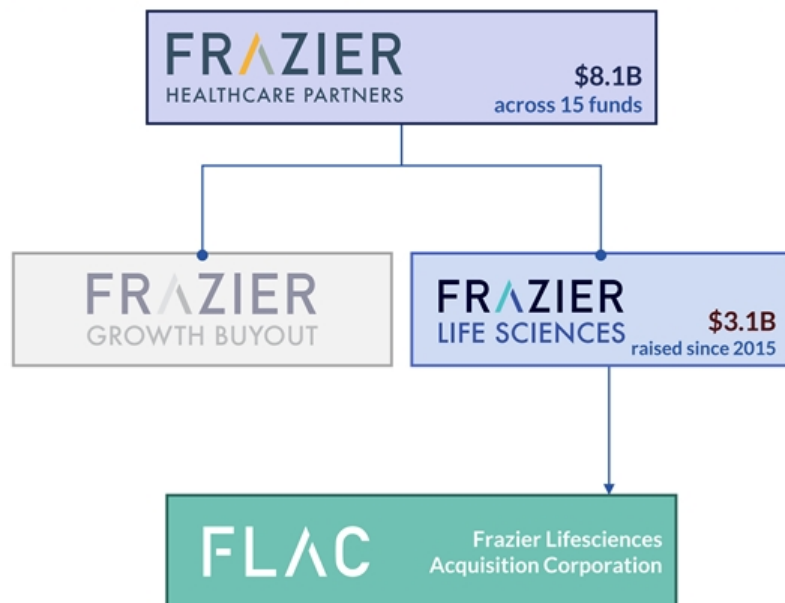 FRAZIER
HEALTHCARE PARTNERS
$8.1B
across 15 funds
FRAZIER
GROWTH BUYOUT
FRAZIER
LIFE SCIENCES
$3.1B
raised since 2015
FLAC
Frazier Lifesciences
Acquisition Corporation